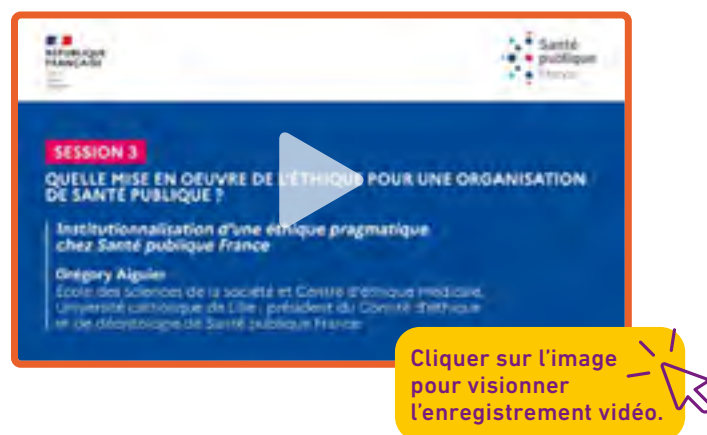 RÉPUBLIQUE
FRANÇAISE
Santé
publique
France
SESSION 3
QUELLE MISE EN OEUVRE DE L'ÉTHIQUE POUR UNE ORGANISATION
DE SANTÉ PUBLIQUE ?
Institutionnalisation d'une éthique pragmatique
chez Santé publique France
Grégory Aiguier
École des sciences de la société et Centre d'éthique médicale,
Université catholique de Lille ; président du Comité d'éthique
et de déontologie de Santé publique France
Cliquer sur l'image
pour visionner
l'enregistrement vidéo.